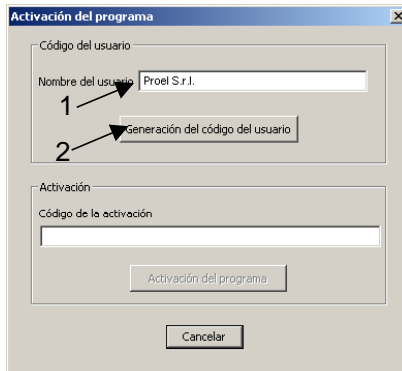 Activación del programa
Código del usuario
Nombre del usuario Proel S.r.l.
1
Generación del código del usuario
2
Activación
Código de la activación
Activación del programa
Cancelar